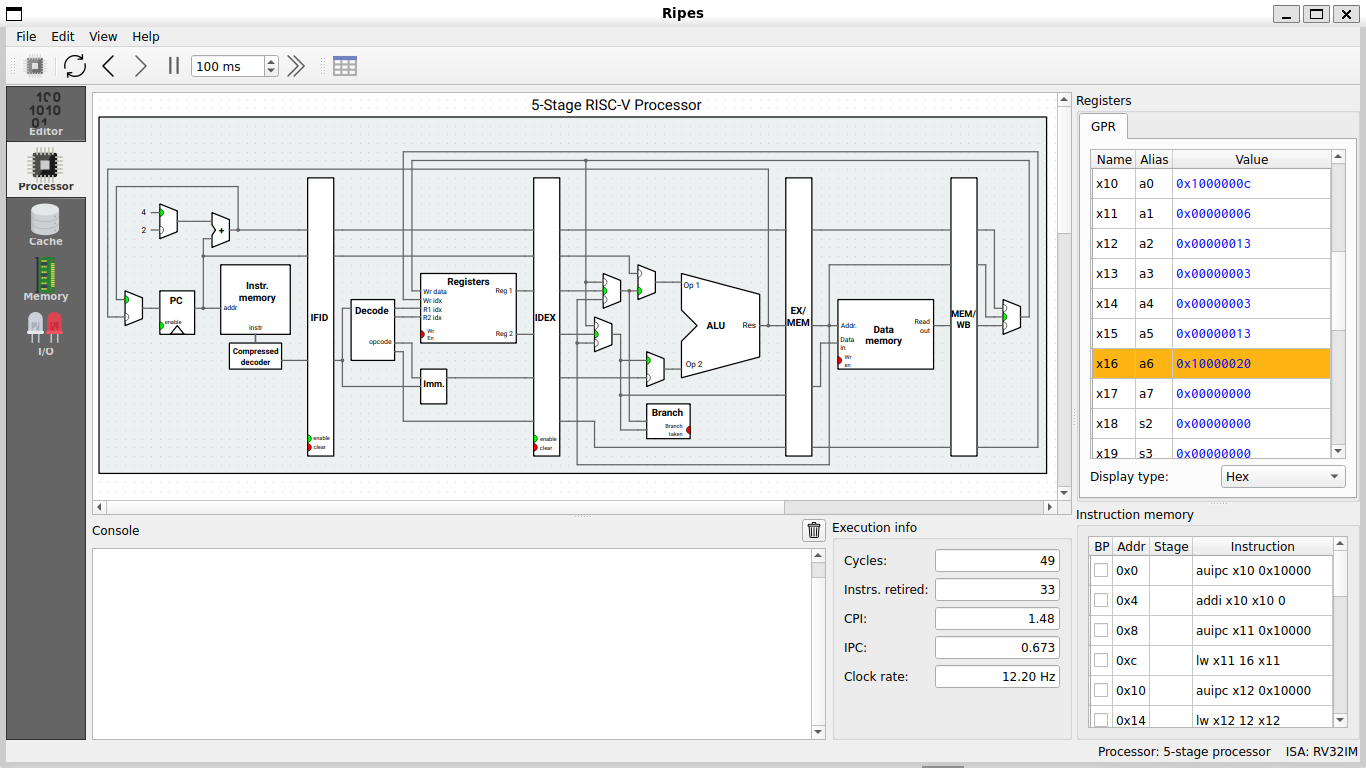 Ripes
File Edit View Help
100 ms
100
1010
01
Editor
Processor
Cache
Memory
I/O
5-Stage RISC-V Processor
4
2
+
PC
enable
Instr.
memory
addr
instr
Compressed
decoder
IFID
enable
clear
Decode
opcode
Registers
Wr data
Wr idx
R1 idx
R2 idx
Wr
En
Reg 1
Reg 2
Imm.
IDEX
enable
clear
Op 1
ALU
Res
Op 2
Branch
Branch
taken
EX/
MEM
Addr.
Data
in
Wr
en
Data
memory
Read
out
MEM/
WB
Registers
GPR
Name Alias Value
x10 a0 0x1000000c
x11 a1 0x00000006
x12 a2 0x00000013
x13 a3 0x00000003
x14 a4 0x00000003
x15 a5 0x00000013
x16 a6 0x10000020
x17 a7 0x00000000
x18 s2 0x00000000
x19 s3 0x00000000
Display type: Hex
Console
Execution info
Cycles: 49
Instrs. retired: 33
CPI: 1.48
IPC: 0.673
Clock rate: 12.20 Hz
Instruction memory
BP Addr Stage Instruction
0x0 auipc x10 0x10000
0x4 addi x10 x10 0
0x8 auipc x11 0x10000
0xc lw x11 16 x11
0x10 auipc x12 0x10000
0x14 lw x12 12 x12
Processor: 5-stage processor ISA: RV32IM